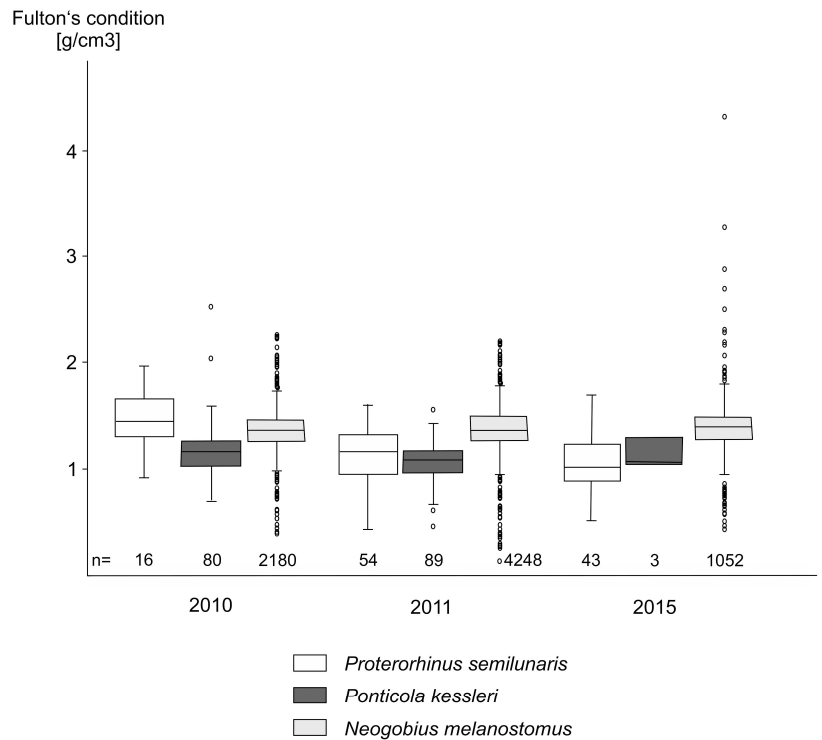 Fulton‘s condition
[g/cm3]
4
3
2
1
n= 16 80 2180 54 89 4248 43 3 1052
2010 2011 2015
Proterorhinus semilunaris
Ponticola kessleri
Neogobius melanostomus